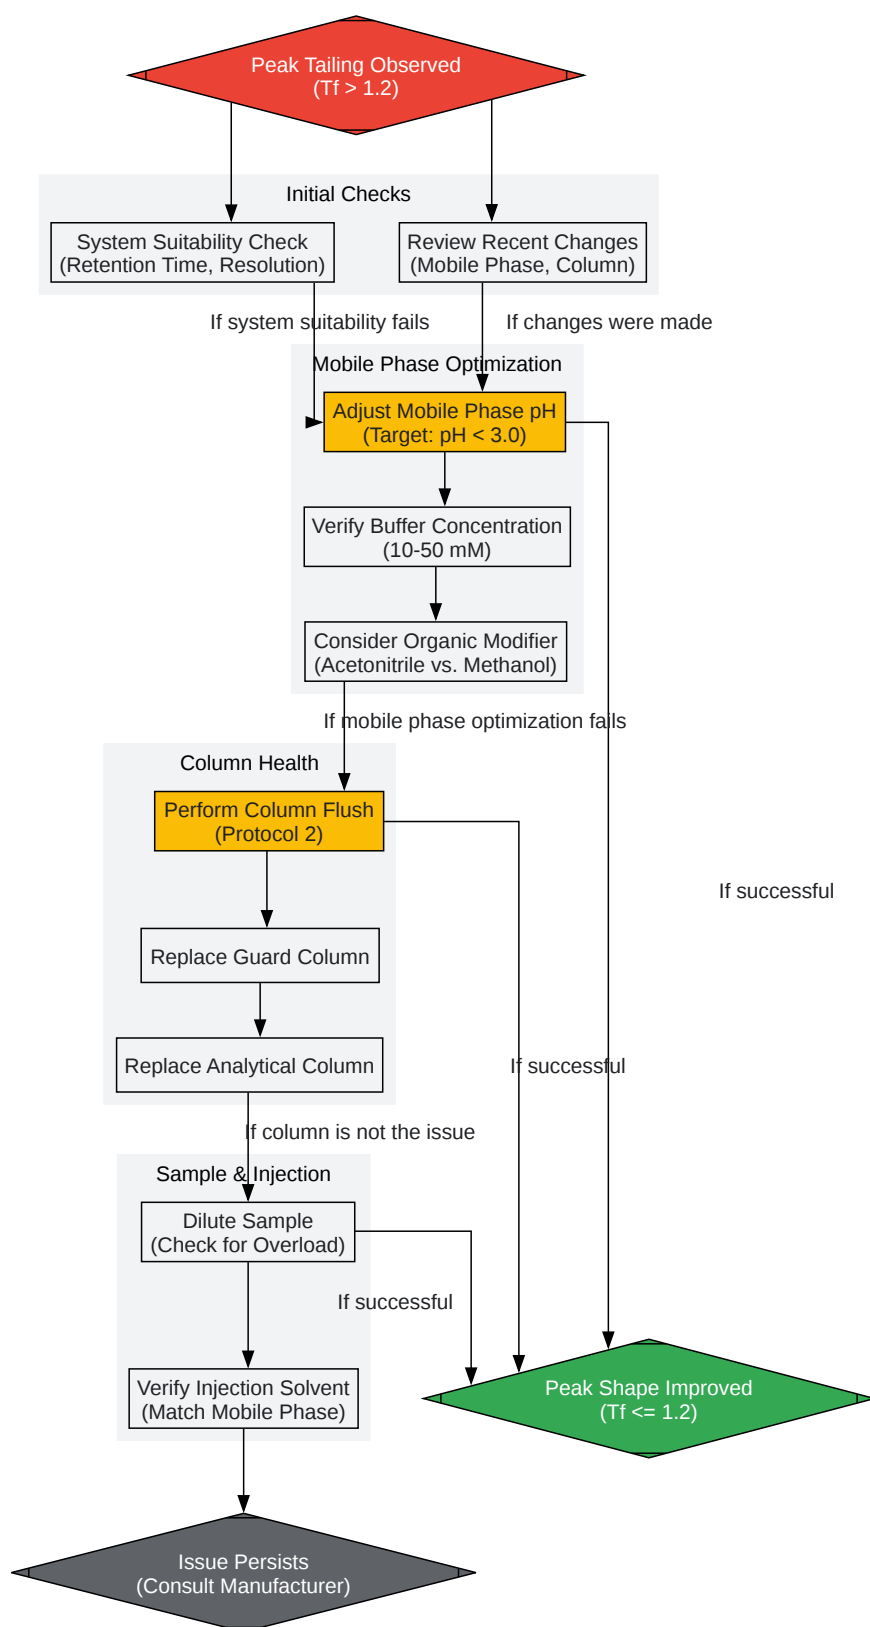 Peak Tailing Observed
(Tf > 1.2)
Initial Checks
System Suitability Check
(Retention Time, Resolution)
Review Recent Changes
(Mobile Phase, Column)
If system suitability fails
If changes were made
Mobile Phase Optimization
Adjust Mobile Phase pH
(Target: pH < 3.0)
Verify Buffer Concentration
(10-50 mM)
Consider Organic Modifier
(Acetonitrile vs. Methanol)
If mobile phase optimization fails
Column Health
Perform Column Flush
(Protocol 2)
If successful
Replace Guard Column
Replace Analytical Column
If successful
If column is not the issue
Sample & Injection
Dilute Sample
(Check for Overload)
If successful
Verify Injection Solvent
(Match Mobile Phase)
Peak Shape Improved
(Tf <= 1.2)
Issue Persists
(Consult Manufacturer)